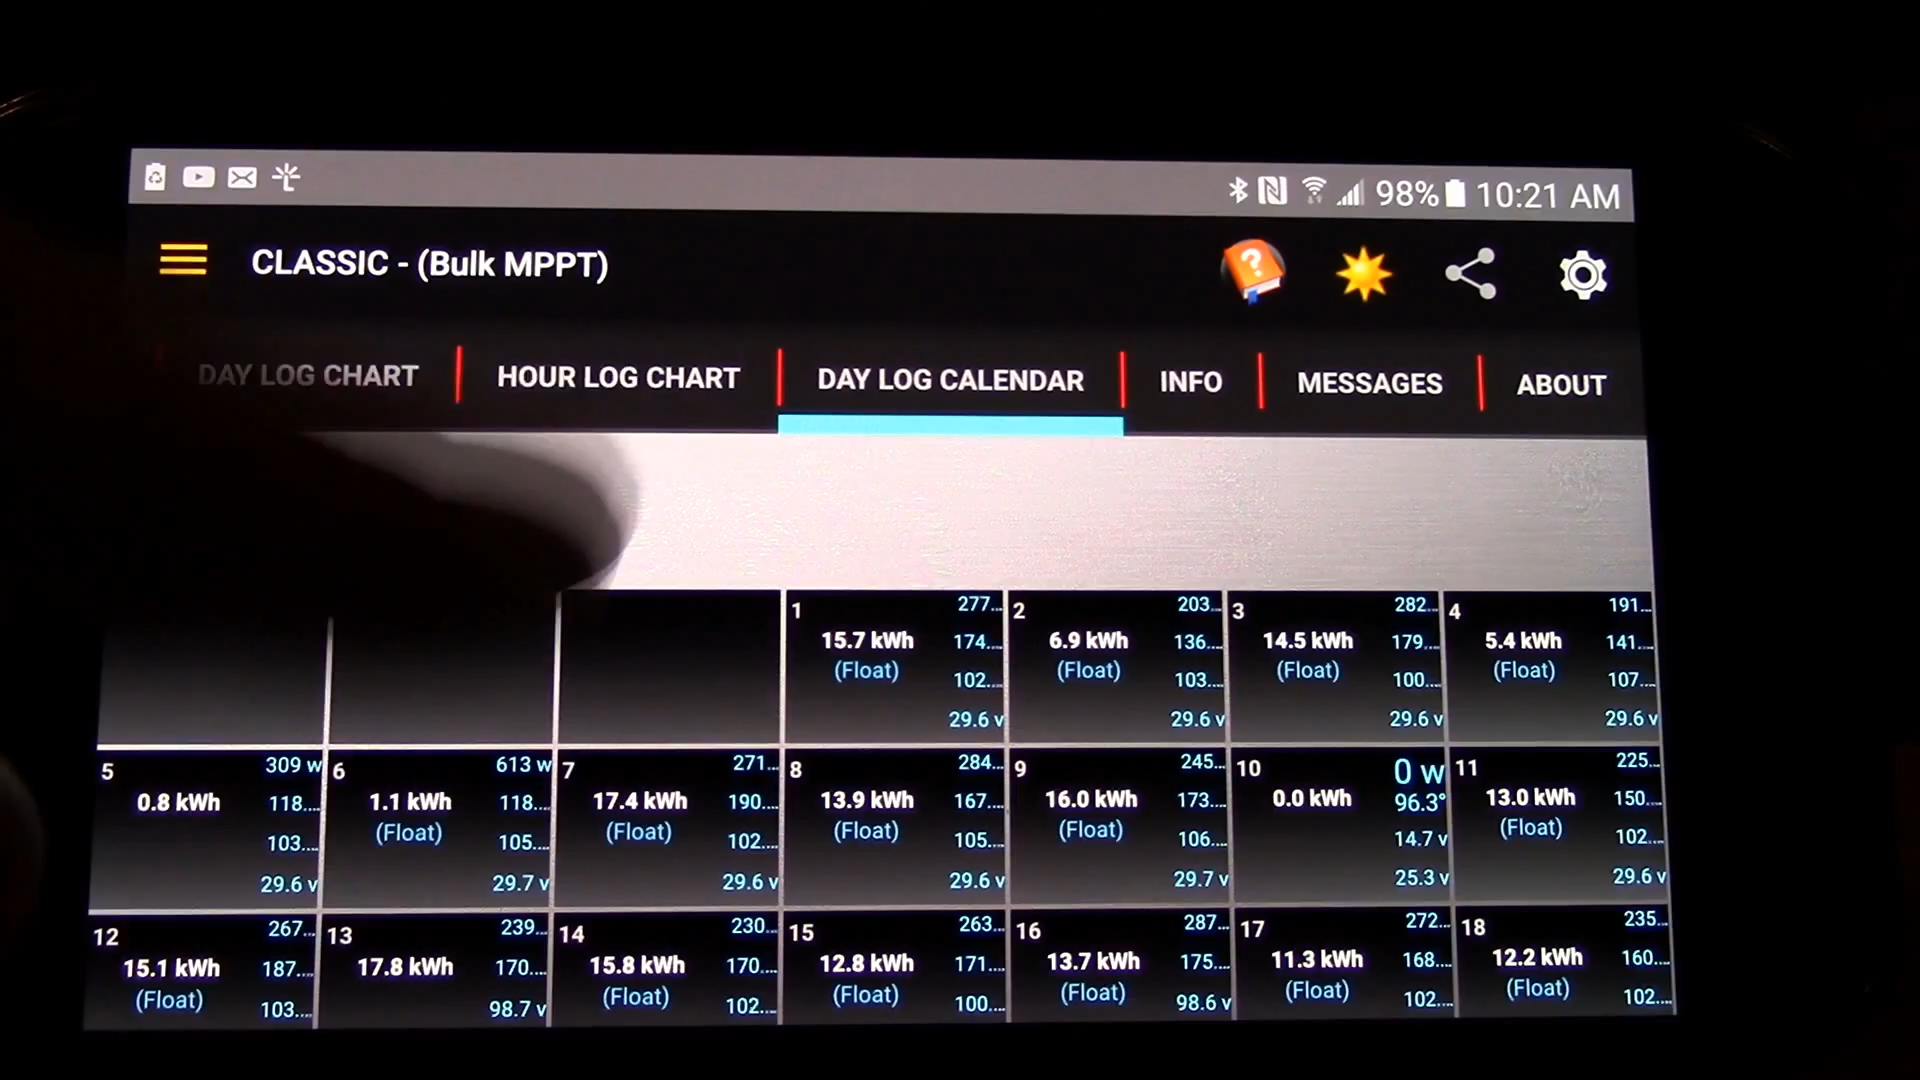 98% 10:21 AM
CLASSIC - (Bulk MPPT)
DAY LOG CHART HOUR LOG CHART DAY LOG CALENDAR INFO MESSAGES ABOUT
1 15.7 kWh (Float) 277... 174... 102... 29.6 v
2 6.9 kWh (Float) 203... 136... 103... 29.6 v
3 14.5 kWh (Float) 282... 179... 100... 29.6 v
4 5.4 kWh (Float) 191... 141... 107... 29.6 v
5 0.8 kWh 309 w 118... 103... 29.6 v
6 1.1 kWh (Float) 613 w 118... 105... 29.7 v
7 17.4 kWh (Float) 271... 190... 102... 29.6 v
8 13.9 kWh (Float) 284... 167... 105... 29.6 v
9 16.0 kWh (Float) 245... 173... 106... 29.7 v
10 0.0 kWh 0 w 96.3° 14.7 v 25.3 v
11 13.0 kWh (Float) 225... 150... 102... 29.6 v
12 15.1 kWh (Float) 267... 187... 103...
13 17.8 kWh 239... 170... 98.7 v
14 15.8 kWh (Float) 230... 170... 102...
15 12.8 kWh (Float) 263... 171... 100...
16 13.7 kWh (Float) 287... 175... 98.6 v
17 11.3 kWh (Float) 272... 168... 102...
18 12.2 kWh (Float) 235... 160... 102...